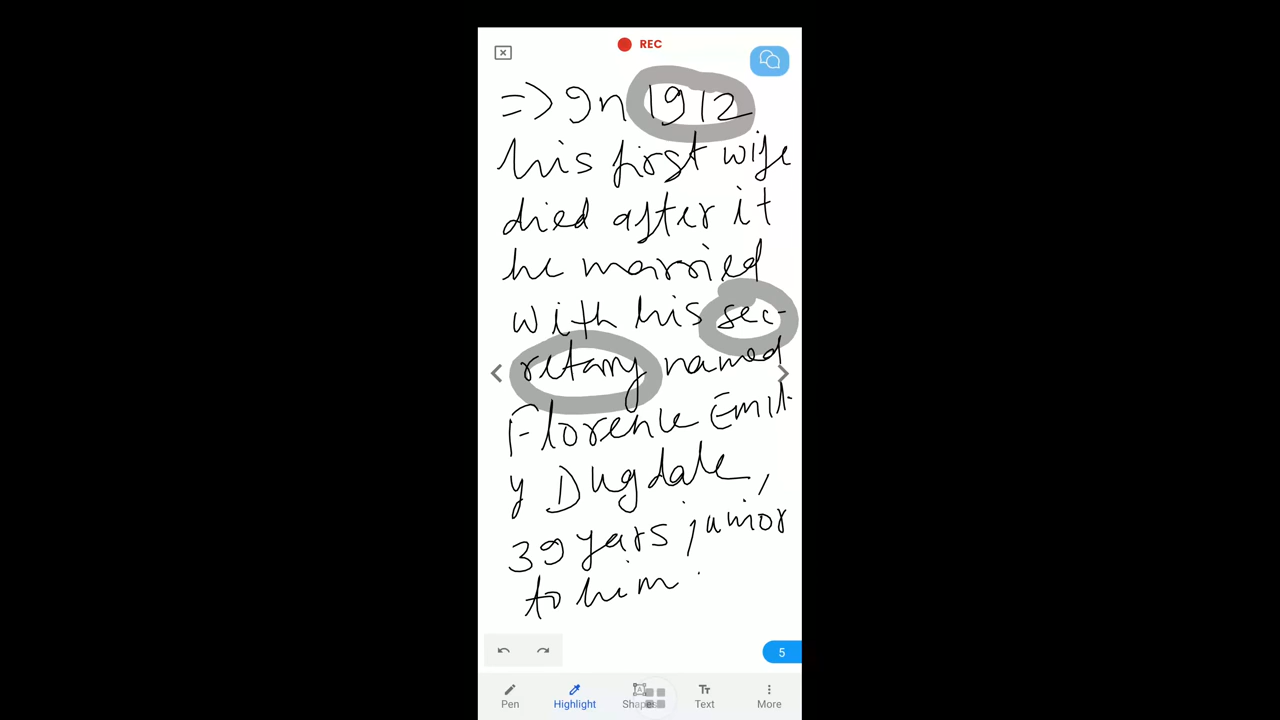 REC
=> In 1912
his first wife
died after it
he married
with his sec-
retary named
Florence Emil-
y Dugdale,
39 years junior
to him.
5
Pen Highlight Shapes Text More